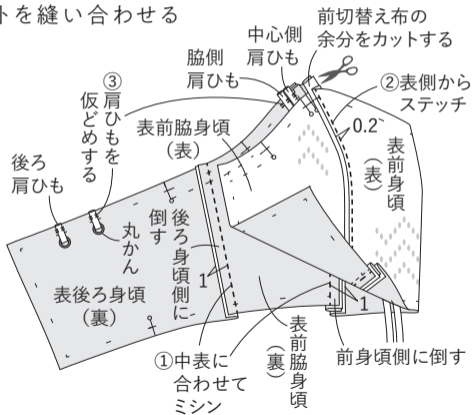 トを縫い合わせる
前切替え布の
余分をカットする
中心側
肩ひも
脇側
肩ひも
②表側から
ステッチ
0.2
③
肩ひもを
仮どめする
表前脇身頃
(表)
表前身頃
(表)
後ろ
肩ひも
丸かん
後ろ身頃側に
倒す
1
表後ろ身頃
(裏)
1
表前脇身頃
(裏)
前身頃側に倒す
①中表に
合わせて
ミシン